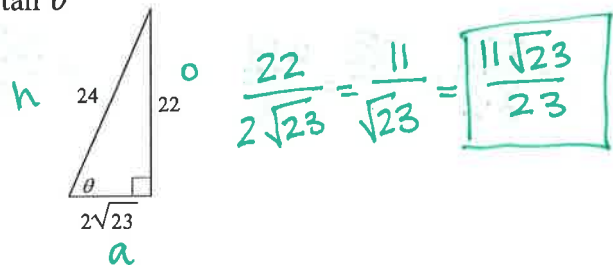 tan θ
h 24 22 o
θ
2√23
a
22/2√23 = 11/√23 = 11√23/23